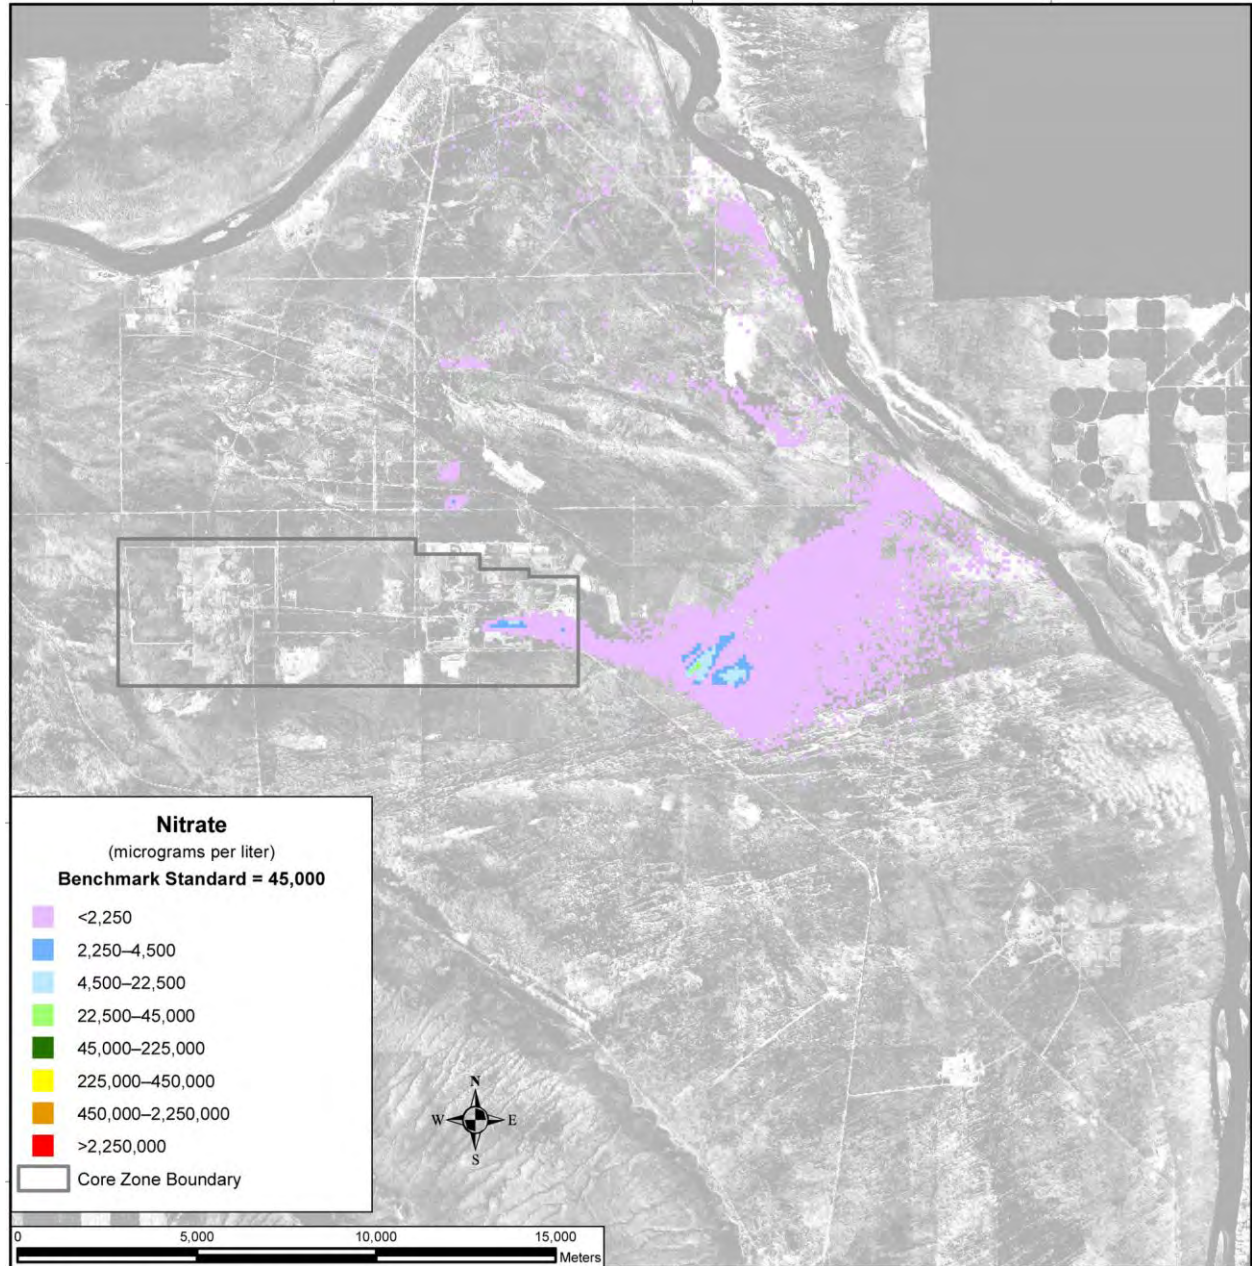 Nitrate
(micrograms per liter)
Benchmark Standard = 45,000
<2,250
2,250–4,500
4,500–22,500
22,500–45,000
45,000–225,000
225,000–450,000
450,000–2,250,000
>2,250,000
Core Zone Boundary
N
W E
S
0 5,000 10,000 15,000
Meters